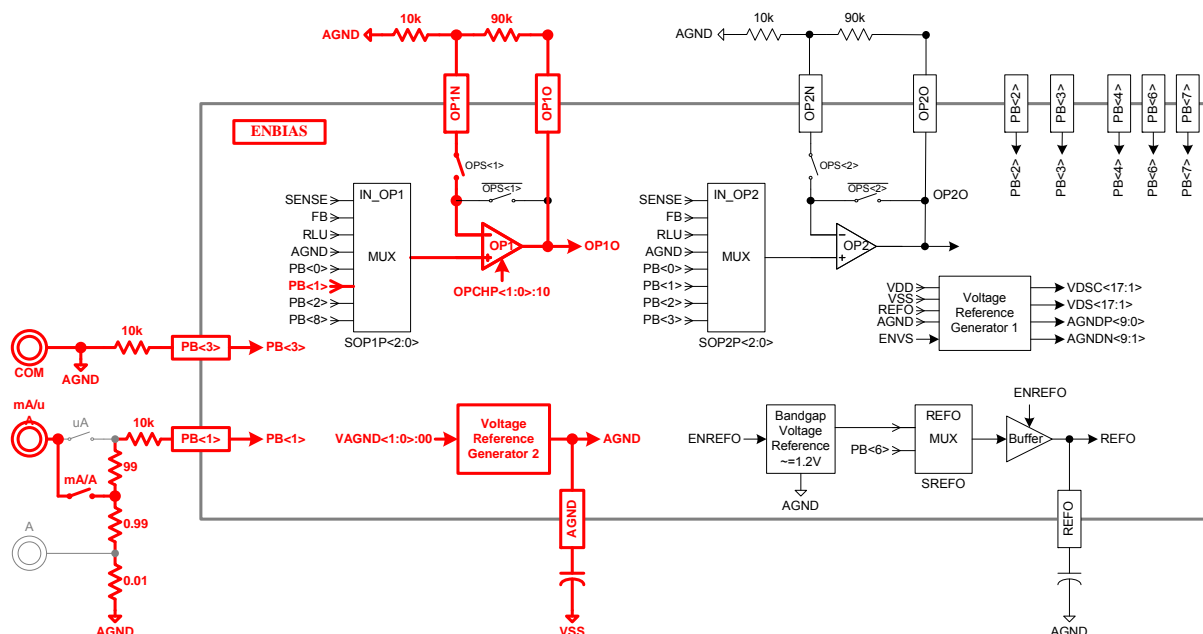 10k
90k
AGND
OP1N
OP1O
10k
90k
AGND
OP2N
OP2O
PB<2>
PB<3>
PB<4>
PB<6>
PB<7>
PB<2>
PB<3>
PB<4>
PB<6>
PB<7>
ENBIAS
OPS<1>
OPS<1>
IN_OP1
SENSE
FB
RLU
AGND
PB<0>
PB<1>
PB<2>
PB<8>
MUX
SOP1P<2:0>
OP1
OP1O
OPCHP<1:0>:10
OPS<2>
OPS<2>
OP2O
IN_OP2
SENSE
FB
RLU
AGND
PB<0>
PB<1>
PB<2>
PB<3>
MUX
SOP2P<2:0>
OP2
VDD
VSS
REFO
AGND
ENVS
Voltage
Reference
Generator 1
VDSC<17:1>
VDS<17:1>
AGNDP<9:0>
AGNDN<9:1>
COM
10k
AGND
PB<3>
PB<3>
mA/u
A
uA
10k
PB<1>
PB<1>
99
mA/A
0.99
A
0.01
AGND
VAGND<1:0>:00
Voltage
Reference
Generator 2
AGND
AGND
VSS
ENREFO
Bandgap
Voltage
Reference
~=1.2V
AGND
PB<6>
REFO
MUX
SREFO
ENREFO
Buffer
REFO
REFO
AGND